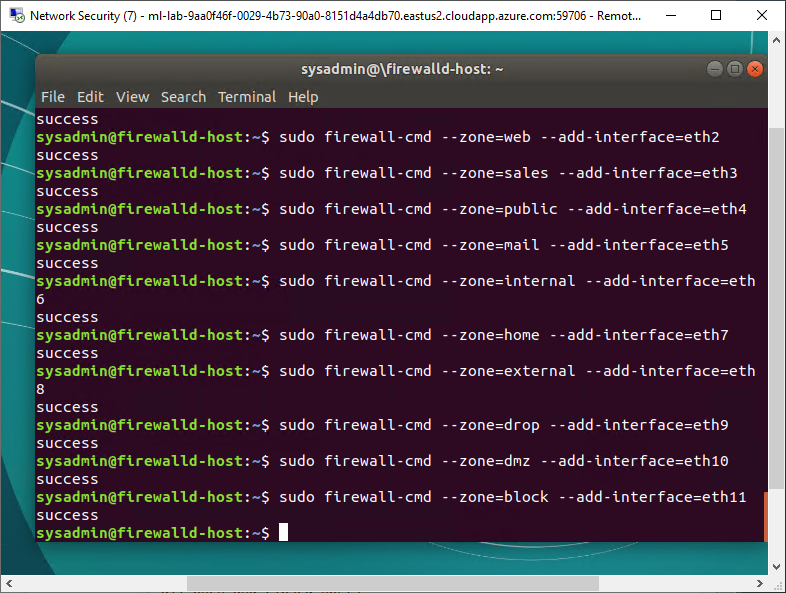 Network Security (7) - ml-lab-9aa0f46f-0029-4b73-90a0-8151d4a4db70.eastus2.cloudapp.azure.com:59706 - Remot...
sysadmin@\firewalld-host: ~
File Edit View Search Terminal Help
success
sysadmin@firewalld-host:~$ sudo firewall-cmd --zone=web --add-interface=eth2
success
sysadmin@firewalld-host:~$ sudo firewall-cmd --zone=sales --add-interface=eth3
success
sysadmin@firewalld-host:~$ sudo firewall-cmd --zone=public --add-interface=eth4
success
sysadmin@firewalld-host:~$ sudo firewall-cmd --zone=mail --add-interface=eth5
success
sysadmin@firewalld-host:~$ sudo firewall-cmd --zone=internal --add-interface=eth
6
success
sysadmin@firewalld-host:~$ sudo firewall-cmd --zone=home --add-interface=eth7
success
sysadmin@firewalld-host:~$ sudo firewall-cmd --zone=external --add-interface=eth
8
success
sysadmin@firewalld-host:~$ sudo firewall-cmd --zone=drop --add-interface=eth9
success
sysadmin@firewalld-host:~$ sudo firewall-cmd --zone=dmz --add-interface=eth10
success
sysadmin@firewalld-host:~$ sudo firewall-cmd --zone=block --add-interface=eth11
success
sysadmin@firewalld-host:~$